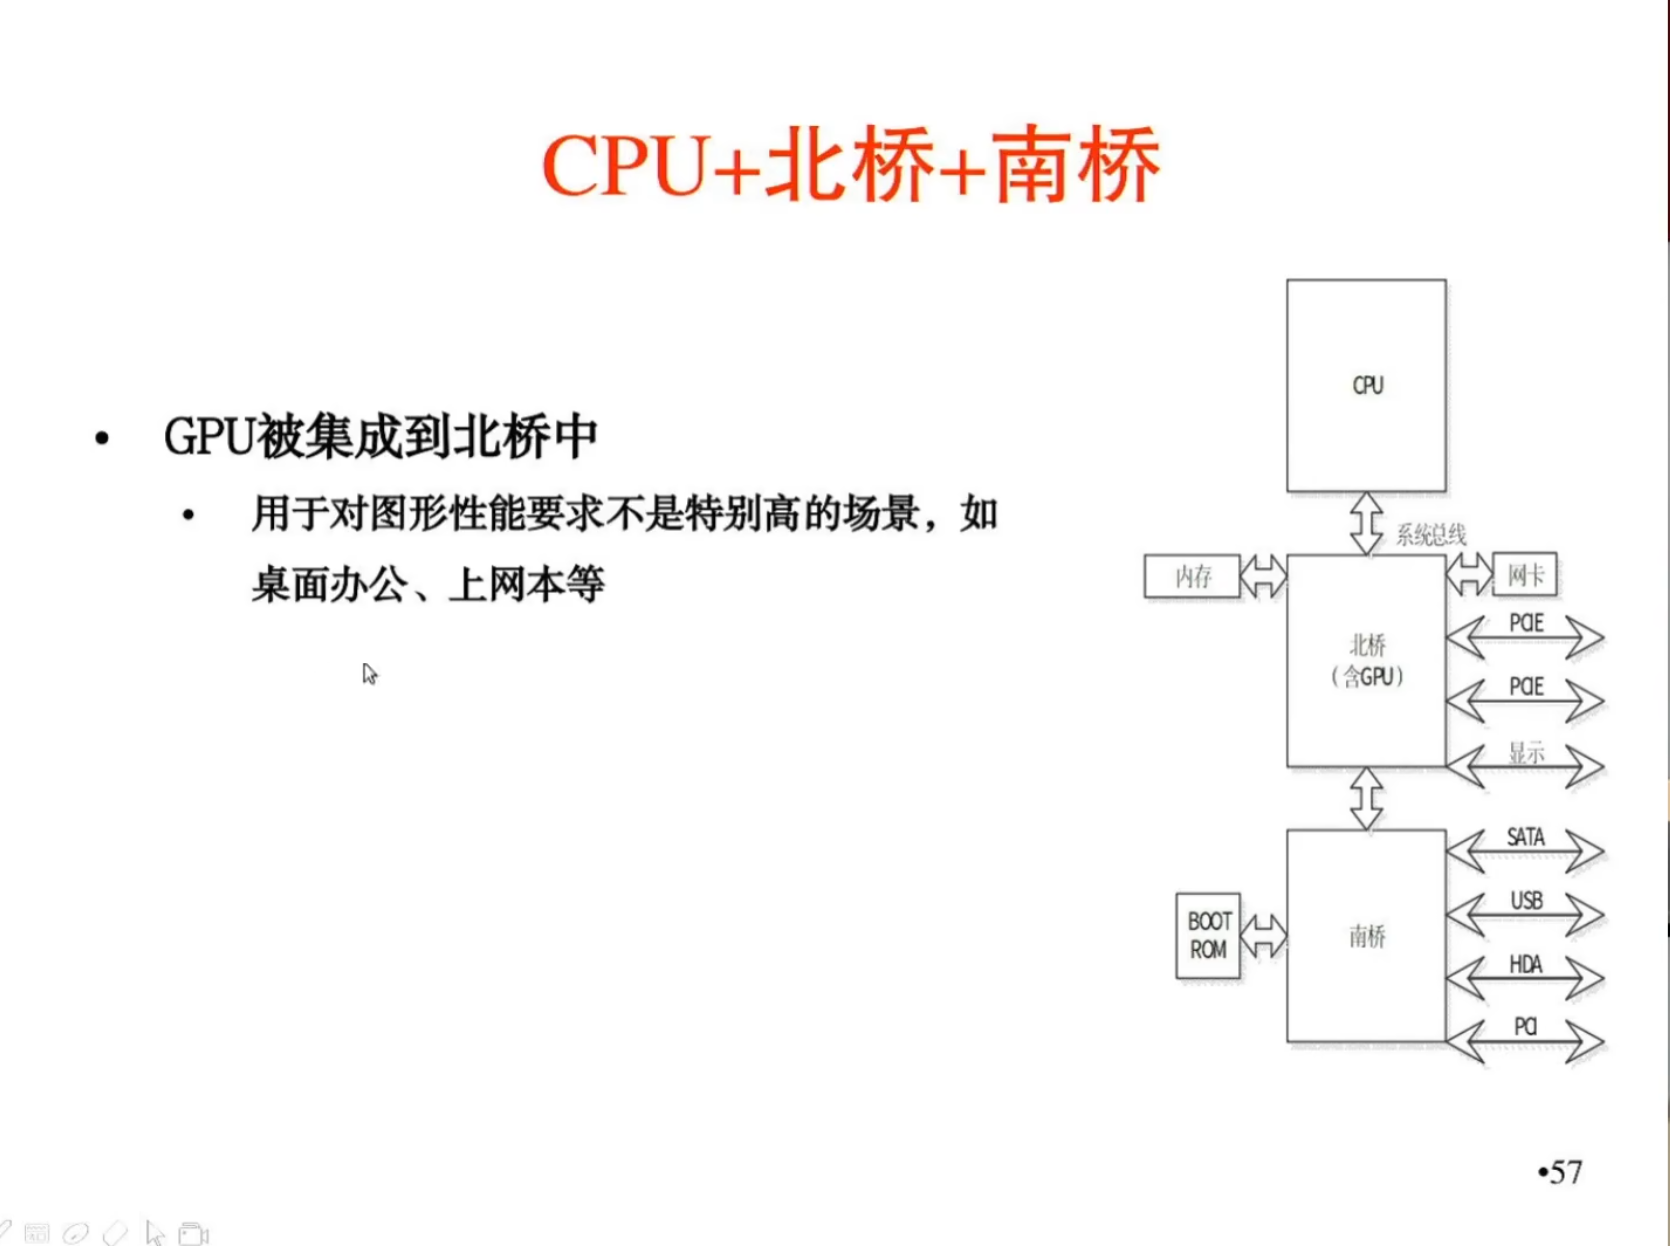 CPU+北桥+南桥
• GPU被集成到北桥中
• 用于对图形性能要求不是特别高的场景，如
桌面办公、上网本等
CPU
系统总线
内存
网卡
北桥
（含GPU）
PCIE
PCIE
显示
BOOT
ROM
南桥
SATA
USB
HDA
PCI
•57